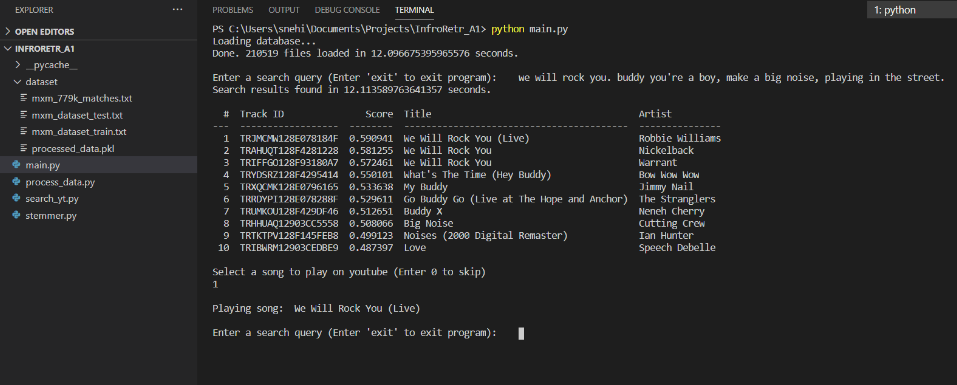 EXPLORER ...
PROBLEMS OUTPUT DEBUG CONSOLE TERMINAL 1: python
> OPEN EDITORS
INFRORETR_A1
> __pycache__
dataset
mxm_779k_matches.txt
mxm_dataset_test.txt
mxm_dataset_train.txt
processed_data.pkl
main.py
process_data.py
search_yt.py
stemmer.py
PS C:\Users\snehi\Documents\Projects\InfroRetr_A1> python main.py
Loading database...
Done. 210519 files loaded in 12.096675395965576 seconds.
Enter a search query (Enter 'exit' to exit program): we will rock you. buddy you're a boy, make a big noise, playing in the street.
Search results found in 12.113589763641357 seconds.
# Track ID Score Title Artist
--- ------------------ -------- -------------------------------------- ---------------
1 TRJMCMW128E078184F 0.590941 We Will Rock You (Live) Robbie Williams
2 TRAHUQT128F4281228 0.581255 We Will Rock You Nickelback
3 TRIFFGO128F93180A7 0.572461 We Will Rock You Warrant
4 TRYDSRZ128F4295414 0.550101 What's The Time (Hey Buddy) Bow Wow Wow
5 TRXQCMK128E0796165 0.533638 My Buddy Jimmy Nail
6 TRRDYPI128E078288F 0.529611 Go Buddy Go (Live at The Hope and Anchor) The Stranglers
7 TRUMKOU128F429DF46 0.512651 Buddy X Neneh Cherry
8 TRHHUAQ12903CC5558 0.508066 Big Noise Cutting Crew
9 TRTKTPV128F145FEB8 0.499123 Noises (2000 Digital Remaster) Ian Hunter
10 TRIBWRM12903CEDBE9 0.487397 Love Speech Debelle
Select a song to play on youtube (Enter 0 to skip)
1
Playing song: We Will Rock You (Live)
Enter a search query (Enter 'exit' to exit program):